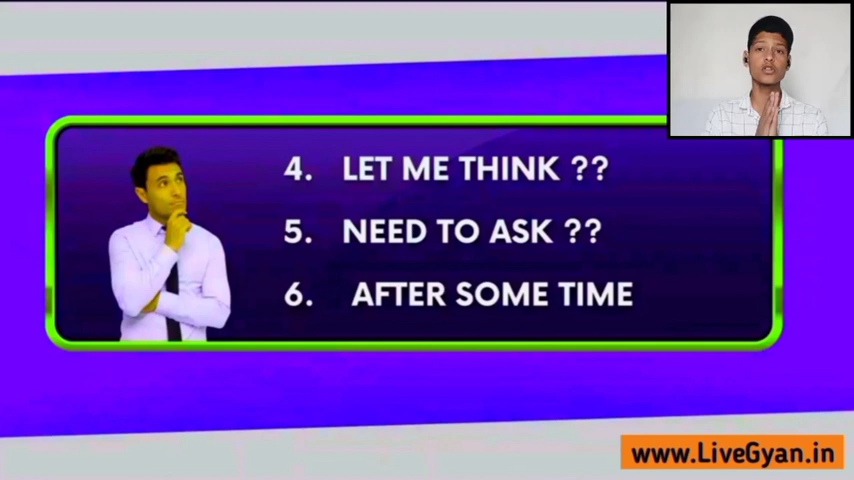 4. LET ME THINK ??
5. NEED TO ASK ??
6. AFTER SOME TIME
www.LiveGyan.in